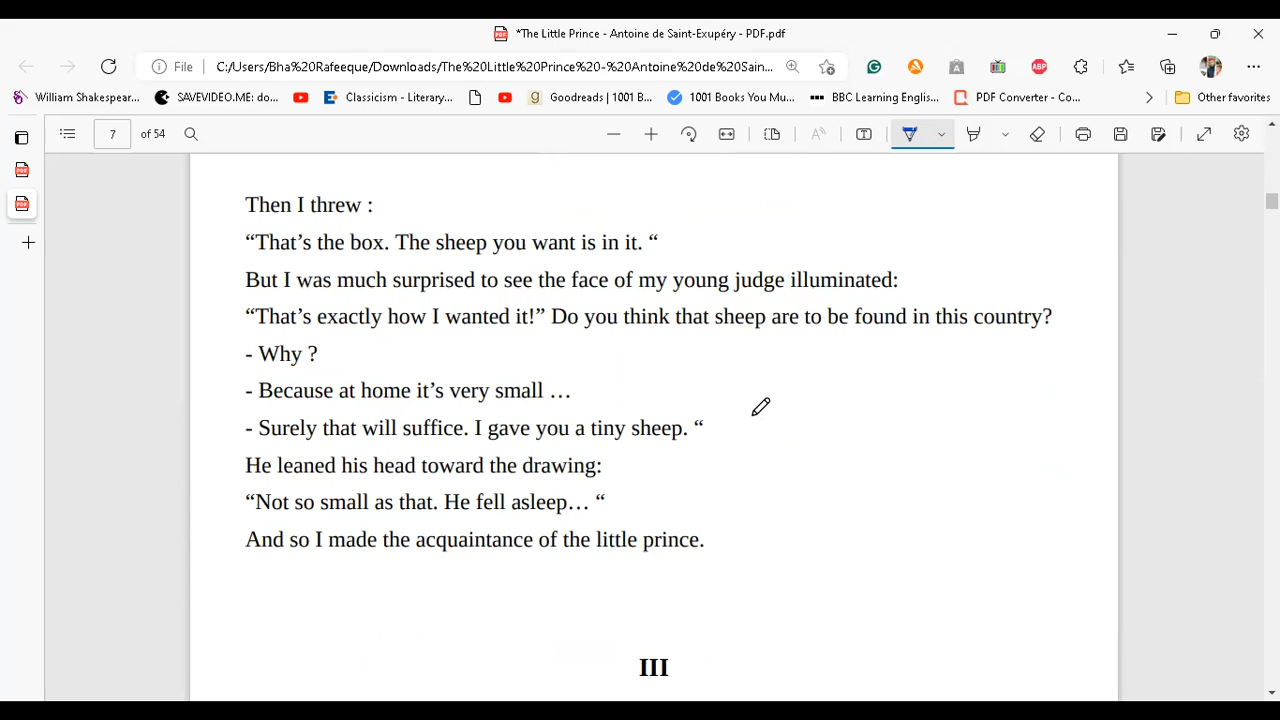 *The Little Prince - Antoine de Saint-Exupéry - PDF.pdf
File C:/Users/Bha%20Rafeeque/Downloads/The%20Little%20Prince%20-%20Antoine%20de%20Sain...
William Shakespear... SAVEVIDEO.ME: do... Classicism - Literary... Goodreads | 1001 B... 1001 Books You Mu... BBC Learning Englis... PDF Converter - Co... Other favorites
7 of 54
Then I threw :
“That’s the box. The sheep you want is in it. “
But I was much surprised to see the face of my young judge illuminated:
“That’s exactly how I wanted it!” Do you think that sheep are to be found in this country?
- Why ?
- Because at home it’s very small …
- Surely that will suffice. I gave you a tiny sheep. “
He leaned his head toward the drawing:
“Not so small as that. He fell asleep… “
And so I made the acquaintance of the little prince.
III